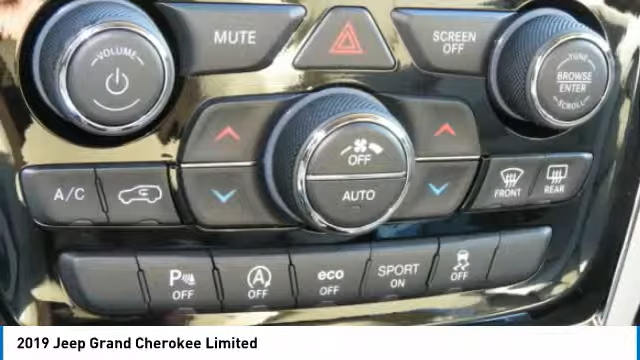 VOLUME
MUTE
SCREEN
OFF
TUNE
BROWSE
ENTER
SCROLL
OFF
AUTO
A/C
FRONT
REAR
P
OFF
A
OFF
eco
OFF
SPORT
ON
OFF
2019 Jeep Grand Cherokee Limited